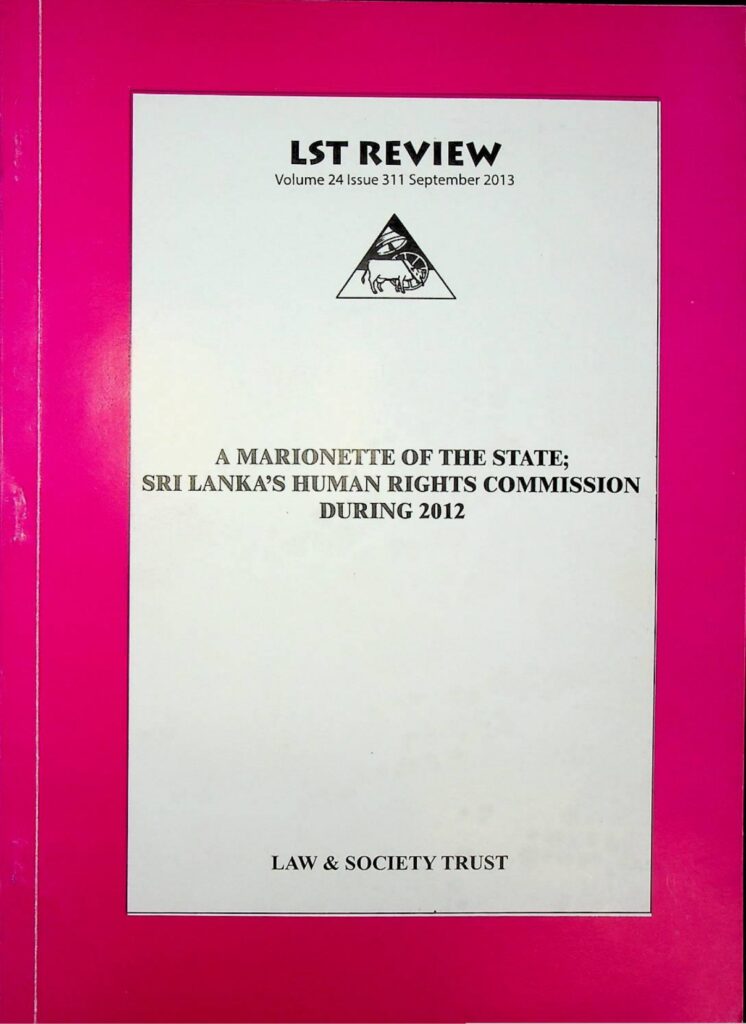 LST REVIEW
Volume 24 Issue 311 September 2013
A MARIONETTE OF THE STATE;
SRI LANKA'S HUMAN RIGHTS COMMISSION
DURING 2012
LAW & SOCIETY TRUST